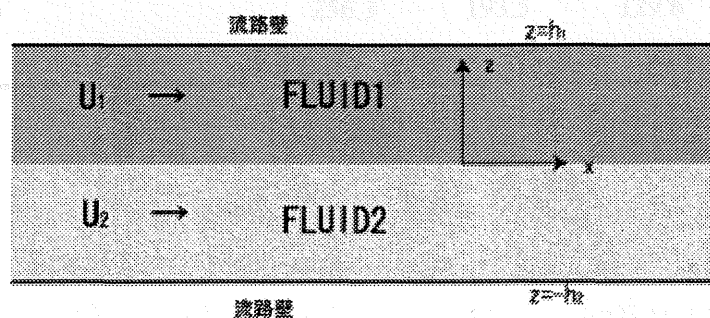 流路壁
z=h₁
z
U₁ → FLUID1
x
U₂ → FLUID2
z=-h₂
流路壁